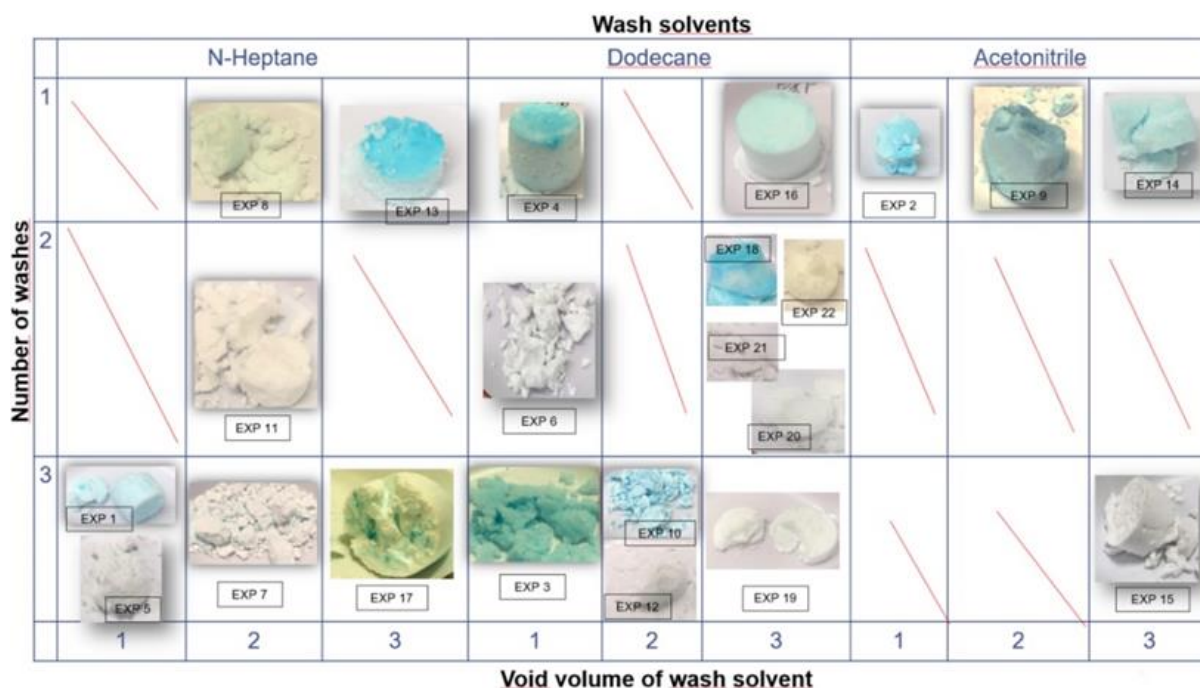 Wash solvents
N-Heptane Dodecane Acetonitrile
Number of washes
1
EXP 8
EXP 13
EXP 4
EXP 16
EXP 2
EXP 9
EXP 14
2
EXP 11
EXP 6
EXP 18
EXP 22
EXP 21
EXP 20
3
EXP 1
EXP 5
EXP 7
EXP 17
EXP 3
EXP 10
EXP 12
EXP 19
EXP 15
1 2 3 1 2 3 1 2 3
Void volume of wash solvent